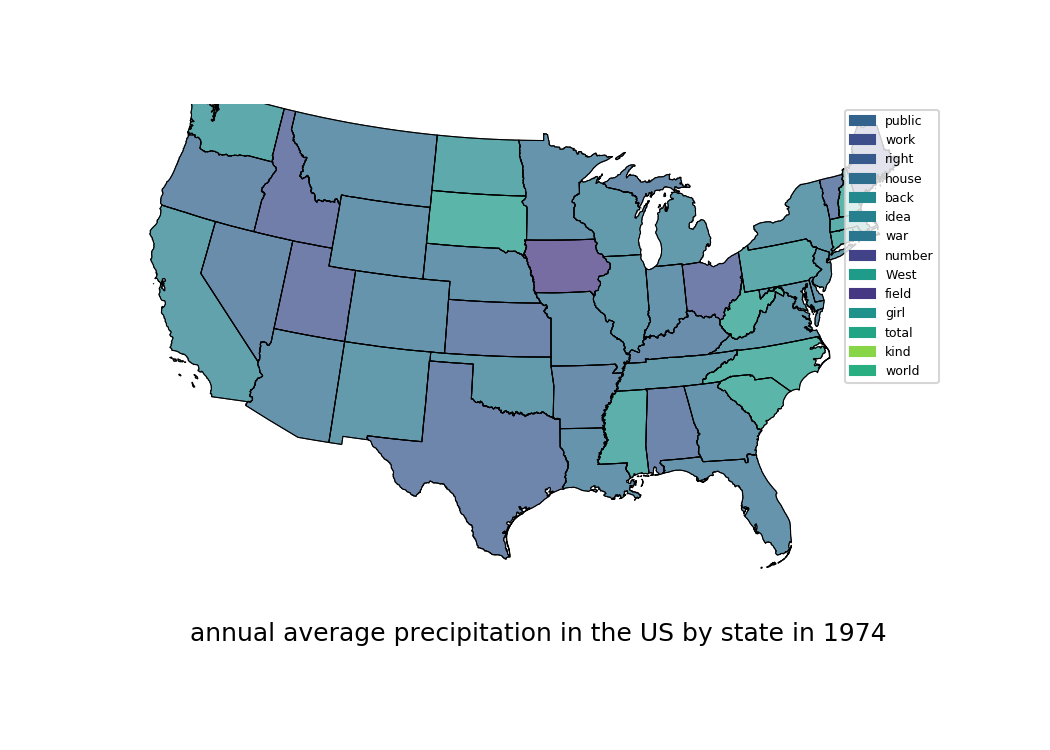 public
work
right
house
back
idea
war
number
West
field
girl
total
kind
world
annual average precipitation in the US by state in 1974